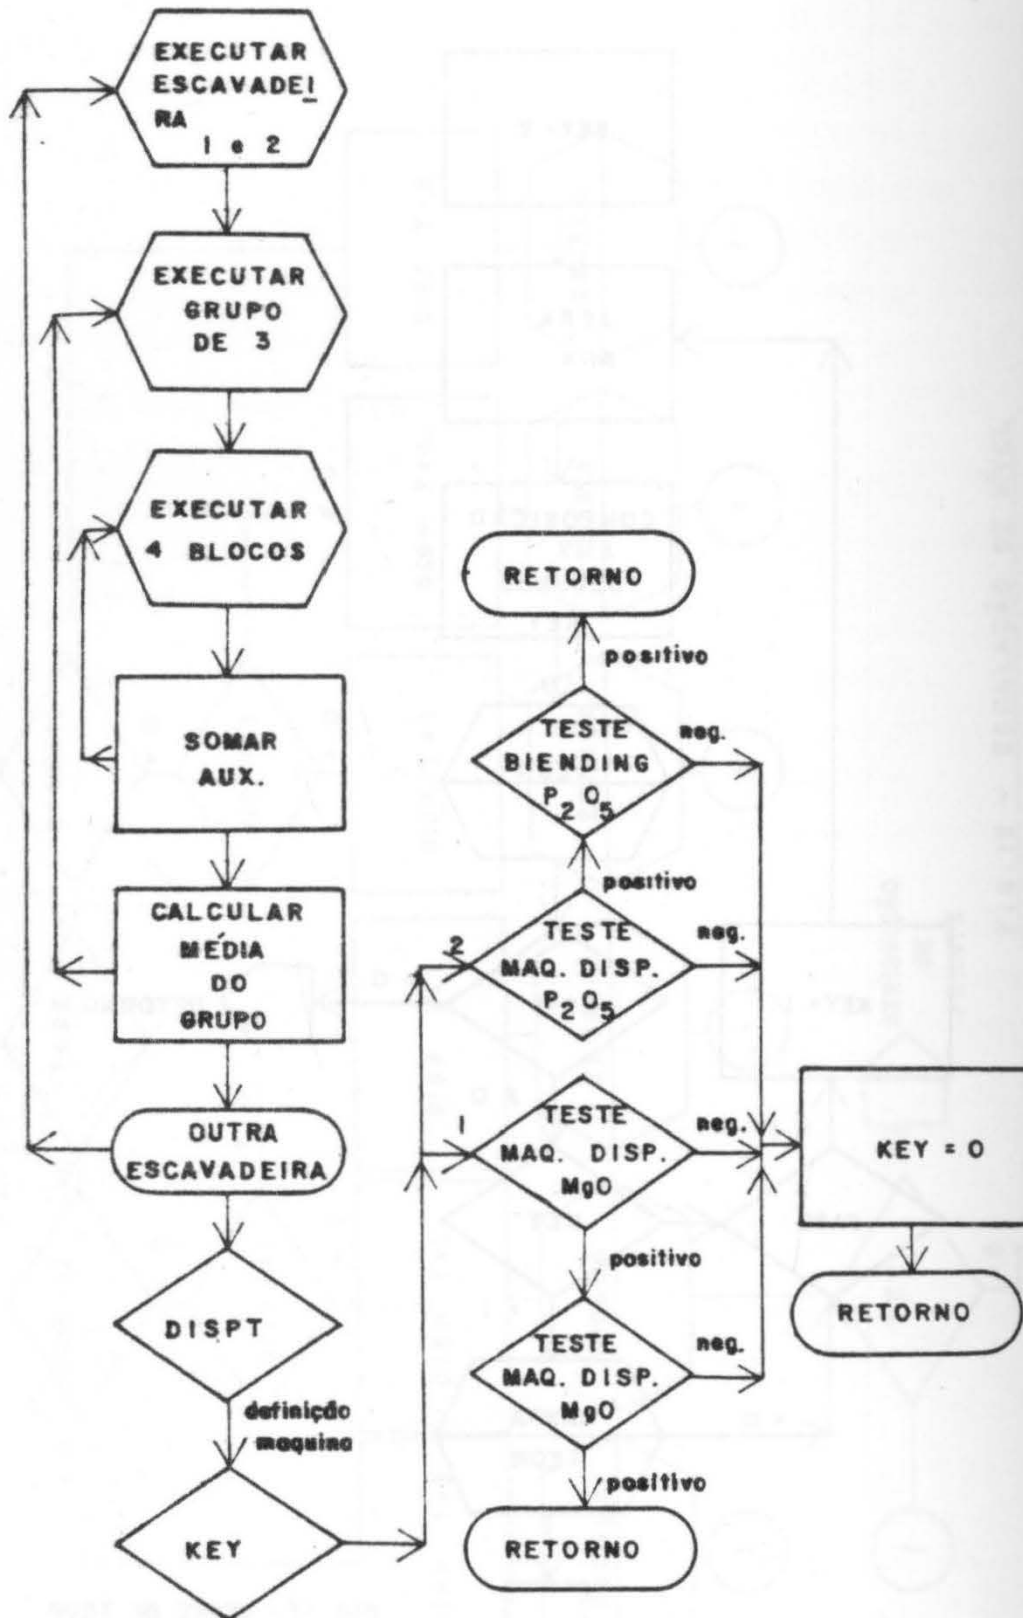 EXECUTAR
ESCAVADEI
RA
1 e 2
EXECUTAR
GRUPO
DE 3
EXECUTAR
4 BLOCOS
SOMAR
AUX.
CALCULAR
MÉDIA
DO
GRUPO
OUTRA
ESCAVADEIRA
DISPT
definição
maquina
KEY
RETORNO
positivo
TESTE
BIENDING
P2O5
neg.
positivo
2
TESTE
MAQ. DISP.
P2O5
neg.
1
TESTE
MAQ. DISP.
MgO
neg.
positivo
TESTE
MAQ. DISP.
MgO
neg.
positivo
RETORNO
KEY = 0
RETORNO